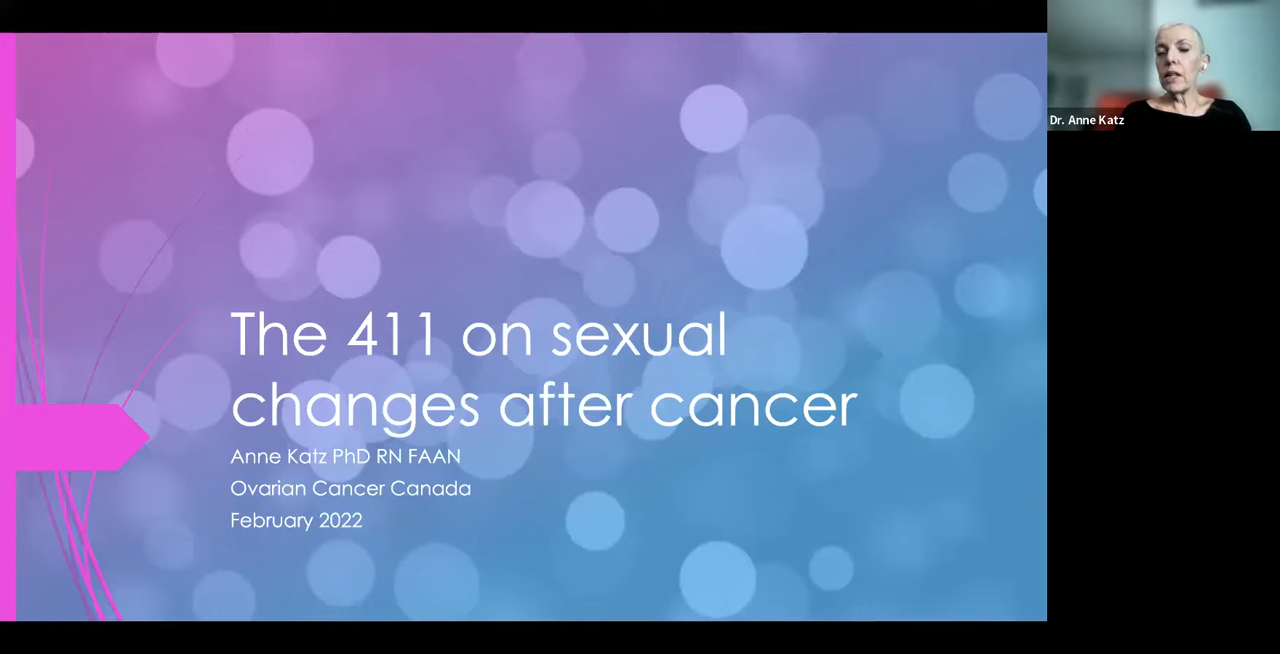 The 411 on sexual
changes after cancer
Anne Katz PhD RN FAAN
Ovarian Cancer Canada
February 2022
Dr. Anne Katz